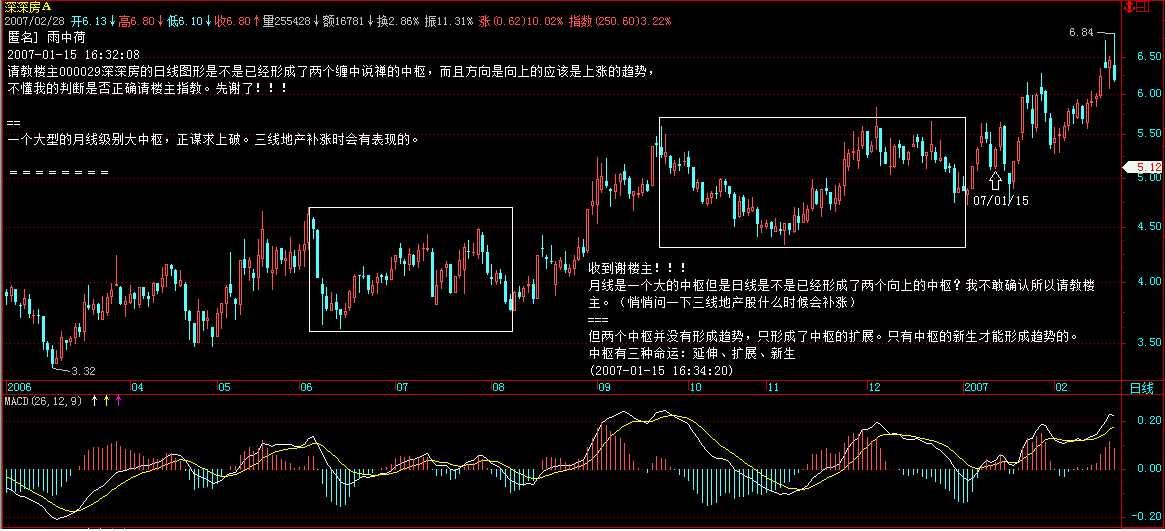 深深房A
2007/02/28 开6.13↓高6.80↓低6.10↓收6.80↑量255428↓额16781↓换2.86% 振11.31% 涨(0.62)10.02% 指数(250.60)3.22%
匿名] 雨中荷
2007-01-15 16:32:08
请教楼主000029深深房的日线图形是不是已经形成了两个缠中说禅的中枢，而且方向是向上的应该是上涨的趋势，
不懂我的判断是否正确请楼主指教。先谢了！！！
==
一个大型的月线级别大中枢，正谋求上破。三线地产补涨时会有表现的。
= = = = = = = =
6.84
6.50
6.00
5.50
5.12
5.00
4.50
4.00
3.50
07/01/15
收到谢楼主！！！
月线是一个大的中枢但是日线是不是已经形成了两个向上的中枢？我不敢确认所以请教楼
主。（悄悄问一下三线地产股什么时候会补涨）
===
但两个中枢并没有形成趋势，只形成了中枢的扩展。只有中枢的新生才能形成趋势的。
中枢有三种命运：延伸、扩展、新生
(2007-01-15 16:34:20)
3.32
2006 04 05 06 07 08 09 10 11 12 2007 02 日线
MACD(26,12,9) ↑ ↑ ↑
0.20
0.00
-0.20